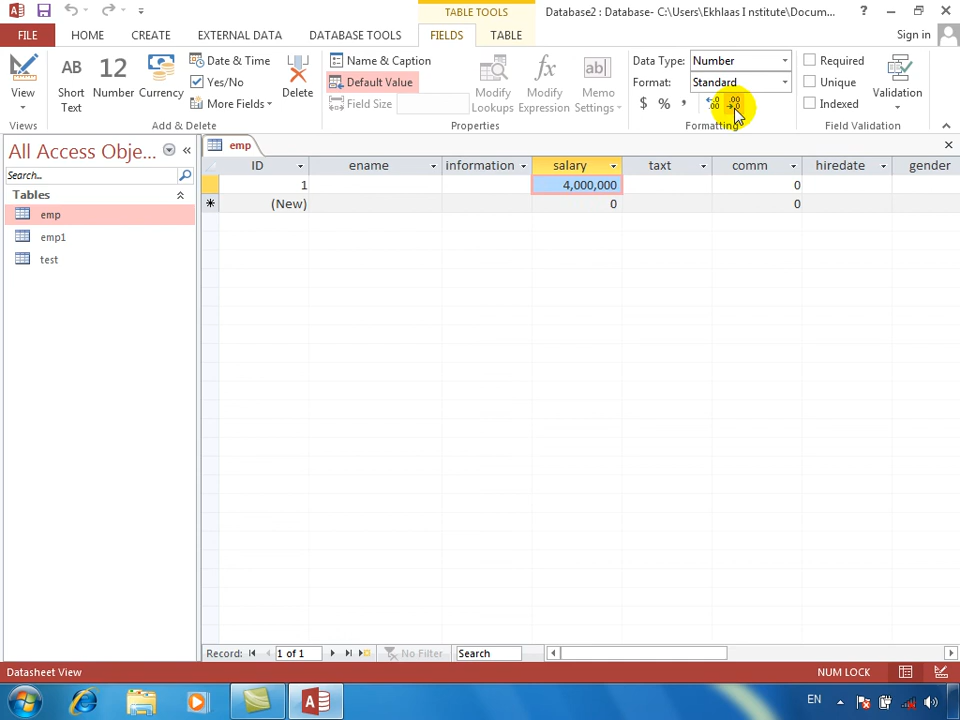 TABLE TOOLS
Database2 : Database- C:\Users\Ekhlaas I nstitute\Docum...
?
FILE
HOME
CREATE
EXTERNAL DATA
DATABASE TOOLS
FIELDS
TABLE
Sign in
View
Views
AB
Short
Text
12
Number
Currency
Date & Time
Yes/No
More Fields
Delete
Add & Delete
Name & Caption
Default Value
Field Size
Modify
Lookups
fx
Modify
Expression
ab
Memo
Settings
Properties
Data Type: Number
Format: Standard
$ % , .00 .00
Formatting
Required
Unique
Indexed
Validation
Field Validation
All Access Obje...
Search...
Tables
emp
emp1
test
emp
ID ename information salary taxt comm hiredate gender
1 4,000,000 0
(New) 0 0
Record: 1 of 1 No Filter Search
Datasheet View
NUM LOCK
EN